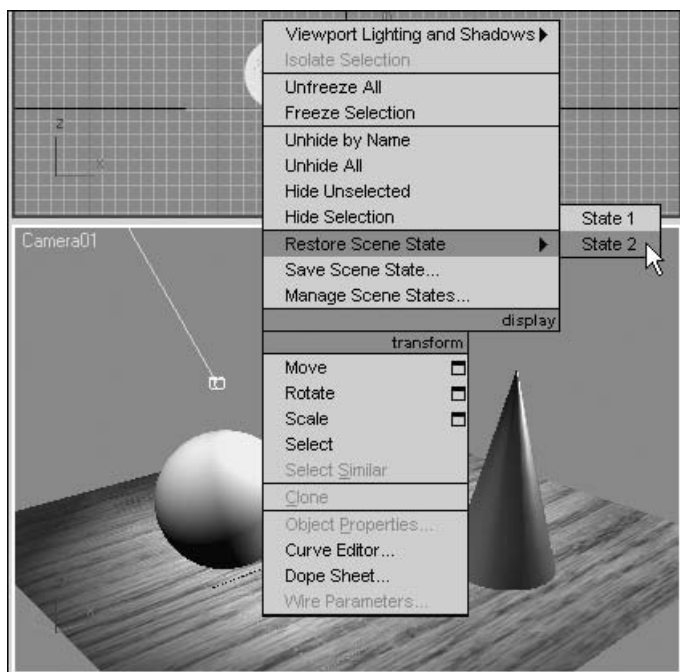 Viewport Lighting and Shadows
Isolate Selection
Unfreeze All
Freeze Selection
Unhide by Name
Unhide All
Hide Unselected
Hide Selection
Restore Scene State
State 1
State 2
Save Scene State...
Manage Scene States...
display
transform
Move
Rotate
Scale
Select
Select Similar
Clone
Object Properties...
Curve Editor...
Dope Sheet...
Wire Parameters...
z
x
Camera01